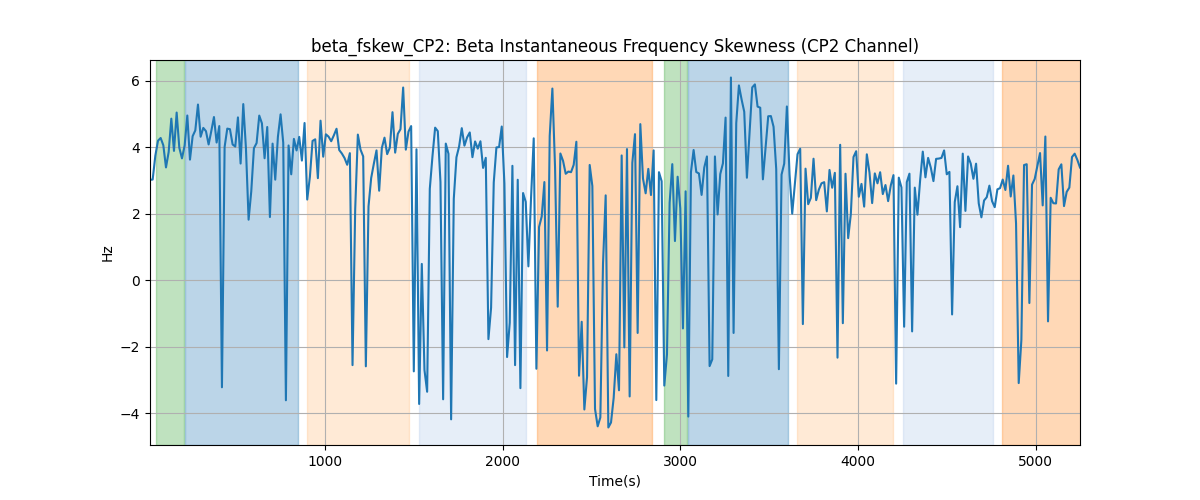 beta_fskew_CP2: Beta Instantaneous Frequency Skewness (CP2 Channel)
6
4
2
0
−2
−4
Hz
1000 2000 3000 4000 5000
Time(s)